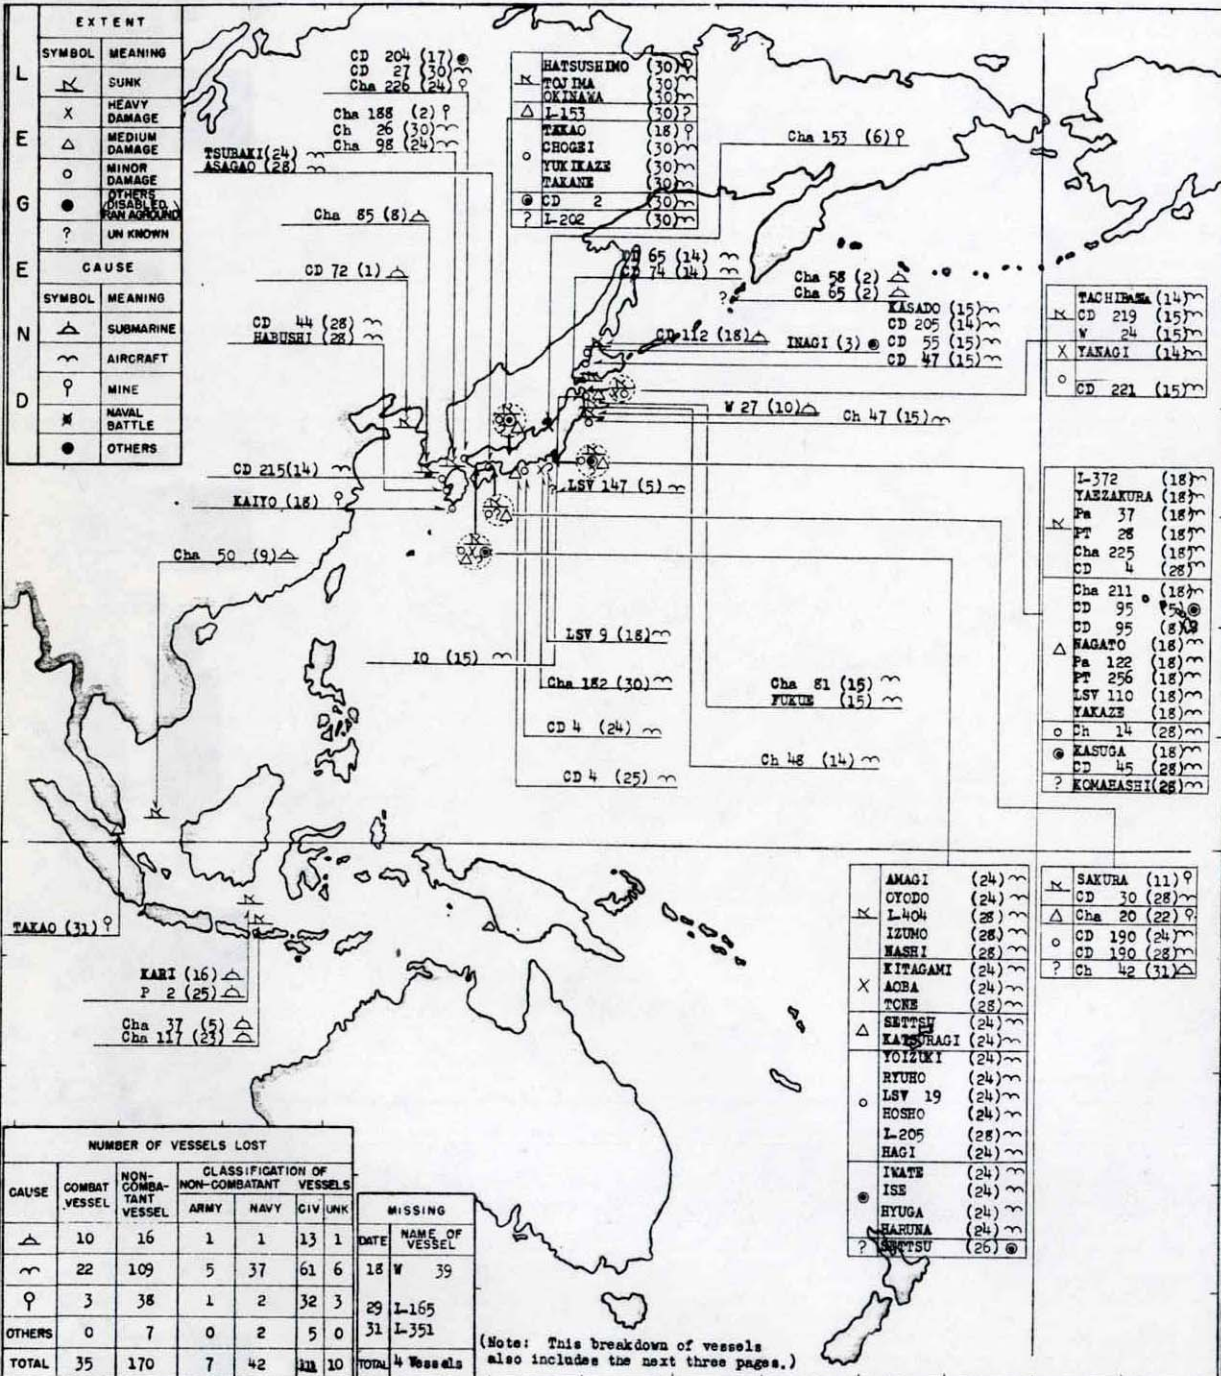 LEGEND
EXTENT
SYMBOL MEANING
SUNK
X HEAVY DAMAGE
MEDIUM DAMAGE
MINOR DAMAGE
OTHERS (DISABLED, RAN AGROUND)
? UN KNOWN
CAUSE
SYMBOL MEANING
SUBMARINE
AIRCRAFT
MINE
NAVAL BATTLE
OTHERS
CD 204 (17)
CD 27 (30)
Cha 226 (24)
Cha 188 (2)
Ch 26 (30)
Cha 98 (24)
TSUBAKI (24)
ASAGAO (28)
Cha 85 (8)
CD 72 (1)
CD 44 (28)
HABUSHI (28)
CD 215 (14)
KAIYO (18)
Cha 50 (9)
HATSUSHIMO (30)
TOJIMA (30)
OKINAWA (30)
I-153 (30) ?
TAKAO (18)
CHOGEI (30)
YUKIKAZE (30)
TAKANE (30)
CD 2 (30)
? I-202 (30)
Cha 153 (6)
CD 65 (14)
CD 74 (14)
?
Cha 58 (2)
Cha 65 (2)
KASADO (15)
CD 205 (14)
CD 112 (18) INAGI (3) CD 55 (15)
CD 47 (15)
W 27 (10)
Ch 47 (15)
TACHIBANA (14)
CD 219 (15)
W 24 (15)
X YANAGI (14)
CD 221 (15)
LSV 147 (5)
I-372 (18)
YAEZAKURA (18)
Pa 37 (18)
PT 28 (18)
Cha 225 (18)
CD 4 (28)
Cha 211 (18)
CD 95 (5)
CD 95 (8)
NAGATO (18)
Pa 122 (18)
PT 256 (18)
LSV 110 (18)
YAKAZE (18)
Ch 14 (28)
KASUGA (18)
CD 45 (28)
? KOMAHASHI (28)
LSV 9 (18)
IO (15)
Cha 182 (30)
CD 4 (24)
CD 4 (25)
Cha 81 (15)
FUKUE (15)
Ch 48 (14)
TAKAO (31)
KARI (16)
P 2 (25)
Cha 37 (5)
Cha 117 (23)
AMAGI (24)
OYODO (24)
I-404 (28)
IZUMO (28)
NASHI (28)
KITAGAMI (24)
X AOBA (24)
TONE (28)
SETTSU (24)
KATSURAGI (24)
YOIZUKI (24)
RYUHO (24)
LSV 19 (24)
HOSHO (24)
I-205 (28)
HAGI (24)
IWATE (24)
ISE (24)
HYUGA (24)
HARUNA (24)
? SETTSU (26)
SAKURA (11)
CD 30 (28)
Cha 20 (22)
CD 190 (24)
CD 190 (28)
? Ch 42 (31)
NUMBER OF VESSELS LOST
CAUSE COMBAT VESSEL NON-COMBATANT VESSEL CLASSIFICATION OF NON-COMBATANT VESSELS
ARMY NAVY CIV UNK
10 16 1 1 13 1
22 109 5 37 61 6
3 38 1 2 32 3
OTHERS 0 7 0 2 5 0
TOTAL 35 170 7 42 111 10
MISSING
DATE NAME OF VESSEL
18 W 39
29 I-165
31 I-351
TOTAL 4 Vessels
(Note: This breakdown of vessels
also includes the next three pages.)